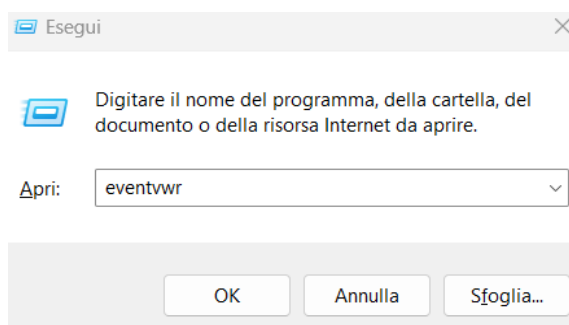 Esegui
Digitare il nome del programma, della cartella, del
documento o della risorsa Internet da aprire.
Apri: eventvwr
OK Annulla Sfoglia...